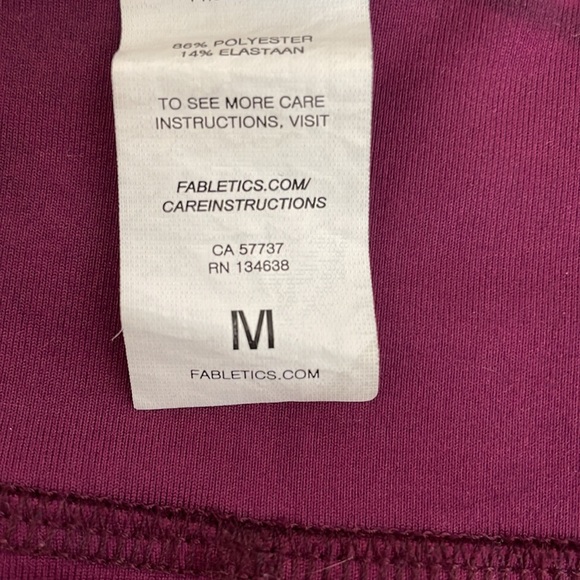 86% POLYESTER
14% ELASTAAN
TO SEE MORE CARE
INSTRUCTIONS, VISIT
FABLETICS.COM/
CAREINSTRUCTIONS
CA 57737
RN 134638
M
FABLETICS.COM